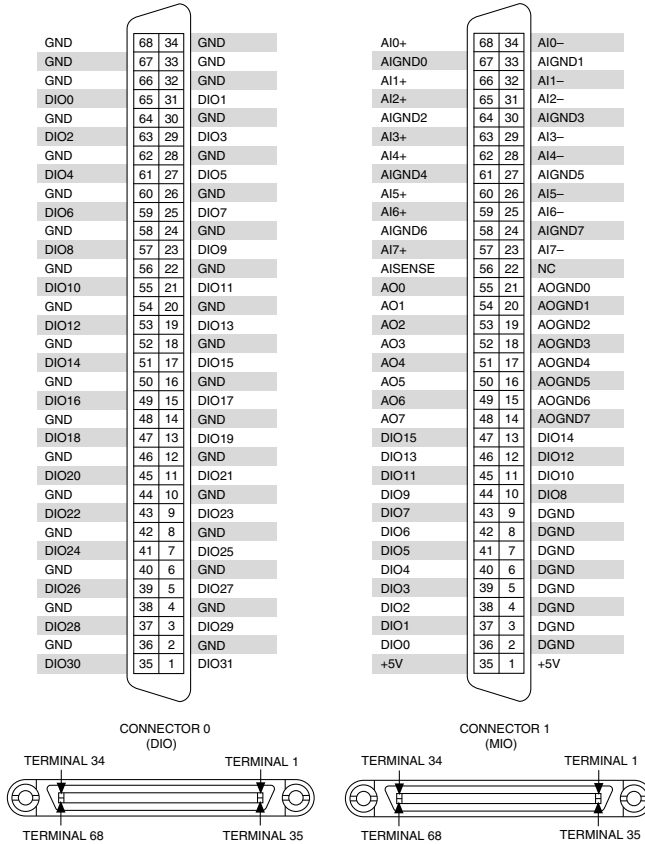 GND 68 34 GND
GND 67 33 GND
GND 66 32 GND
DIO0 65 31 DIO1
GND 64 30 GND
DIO2 63 29 DIO3
GND 62 28 GND
DIO4 61 27 DIO5
GND 60 26 GND
DIO6 59 25 DIO7
GND 58 24 GND
DIO8 57 23 DIO9
GND 56 22 GND
DIO10 55 21 DIO11
GND 54 20 GND
DIO12 53 19 DIO13
GND 52 18 GND
DIO14 51 17 DIO15
GND 50 16 GND
DIO16 49 15 DIO17
GND 48 14 GND
DIO18 47 13 DIO19
GND 46 12 GND
DIO20 45 11 DIO21
GND 44 10 GND
DIO22 43 9 DIO23
GND 42 8 GND
DIO24 41 7 DIO25
GND 40 6 GND
DIO26 39 5 DIO27
GND 38 4 GND
DIO28 37 3 DIO29
GND 36 2 GND
DIO30 35 1 DIO31
CONNECTOR 0
(DIO)
TERMINAL 34 TERMINAL 1
TERMINAL 68 TERMINAL 35
AI0+ 68 34 AI0–
AIGND0 67 33 AIGND1
AI1+ 66 32 AI1–
AI2+ 65 31 AI2–
AIGND2 64 30 AIGND3
AI3+ 63 29 AI3–
AI4+ 62 28 AI4–
AIGND4 61 27 AIGND5
AI5+ 60 26 AI5–
AI6+ 59 25 AI6–
AIGND6 58 24 AIGND7
AI7+ 57 23 AI7–
AISENSE 56 22 NC
AO0 55 21 AOGND0
AO1 54 20 AOGND1
AO2 53 19 AOGND2
AO3 52 18 AOGND3
AO4 51 17 AOGND4
AO5 50 16 AOGND5
AO6 49 15 AOGND6
AO7 48 14 AOGND7
DIO15 47 13 DIO14
DIO13 46 12 DIO12
DIO11 45 11 DIO10
DIO9 44 10 DIO8
DIO7 43 9 DGND
DIO6 42 8 DGND
DIO5 41 7 DGND
DIO4 40 6 DGND
DIO3 39 5 DGND
DIO2 38 4 DGND
DIO1 37 3 DGND
DIO0 36 2 DGND
+5V 35 1 +5V
CONNECTOR 1
(MIO)
TERMINAL 34 TERMINAL 1
TERMINAL 68 TERMINAL 35